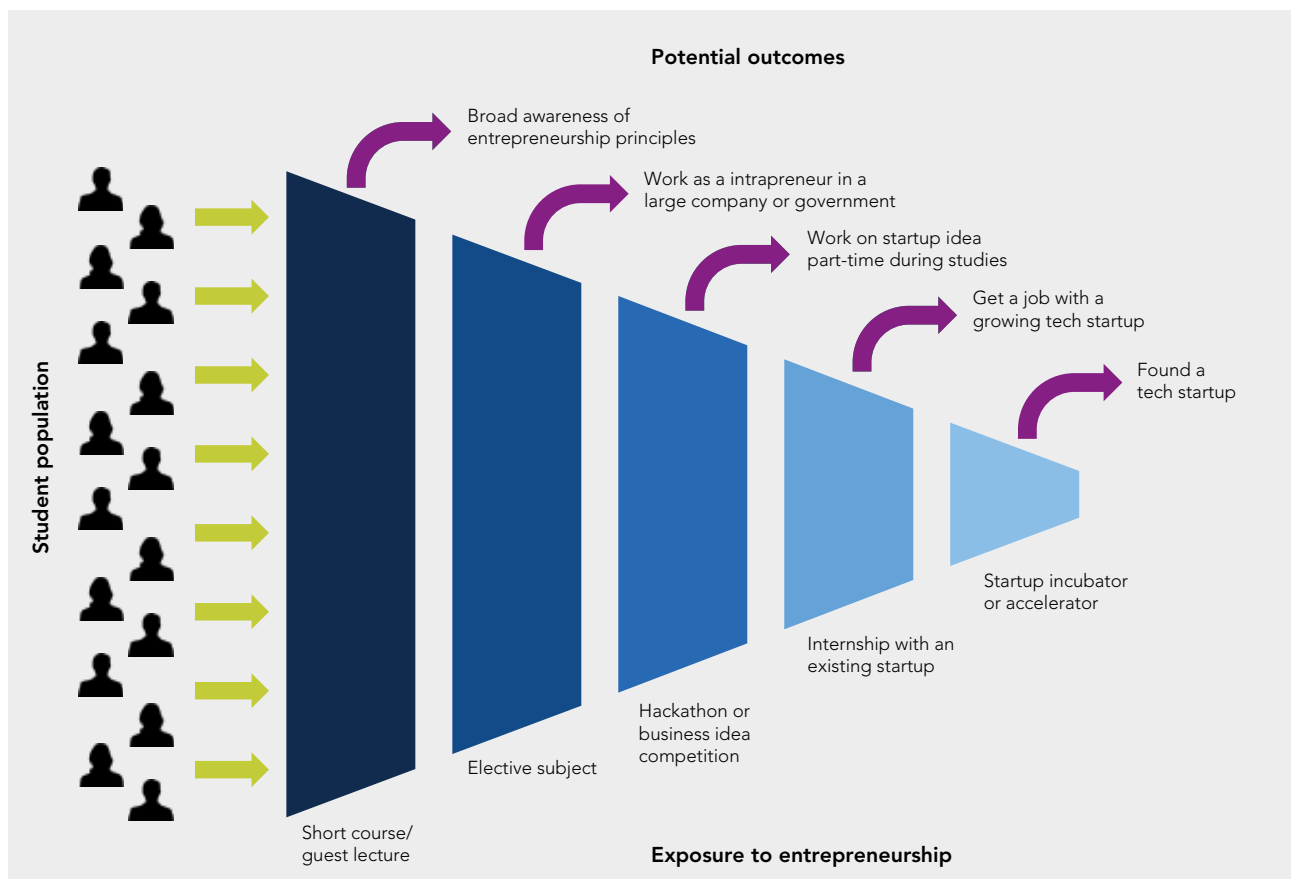 Potential outcomes
Broad awareness of
entrepreneurship principles
Work as a intrapreneur in a
large company or government
Work on startup idea
part-time during studies
Get a job with a
growing tech startup
Found a
tech startup
Student population
Startup incubator
or accelerator
Internship with an
existing startup
Hackathon or
business idea
competition
Elective subject
Short course/
guest lecture
Exposure to entrepreneurship